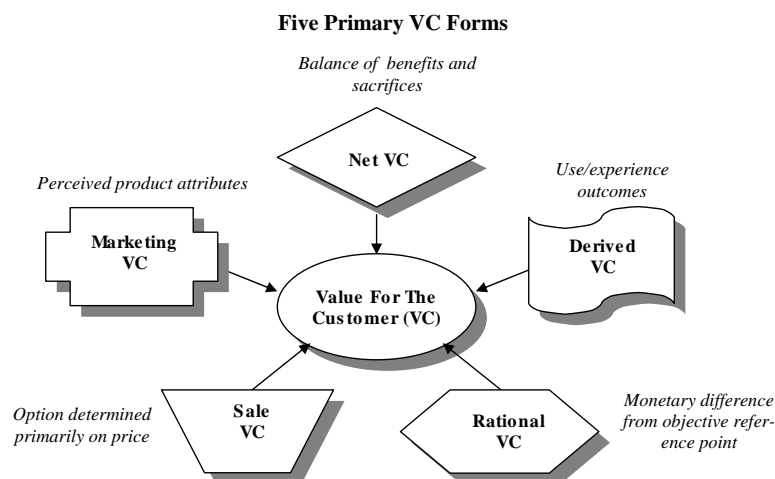 Five Primary VC Forms
Balance of benefits and
sacrifices
Net VC
Perceived product attributes
Marketing
VC
Use/experience
outcomes
Derived
VC
Value For The
Customer (VC)
Option determined
primarily on price
Sale
VC
Rational
VC
Monetary difference
from objective refer-
ence point